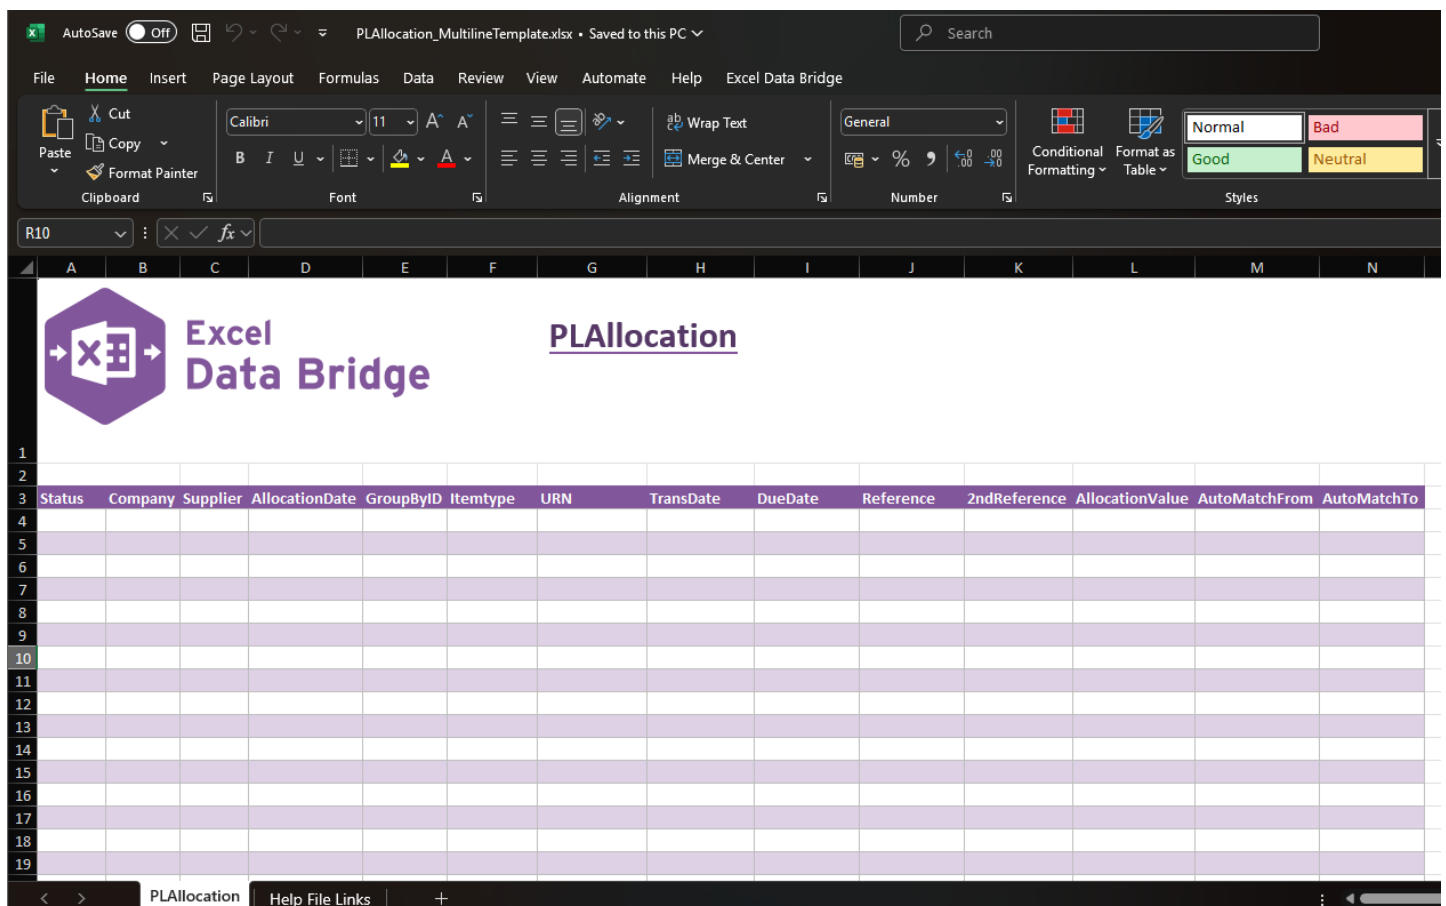 AutoSave Off PLAllocation_MultilineTemplate.xlsx • Saved to this PC Search
File Home Insert Page Layout Formulas Data Review View Automate Help Excel Data Bridge
Paste
Cut
Copy
Format Painter
Clipboard
Calibri 11
B I U
Font
Wrap Text
Merge & Center
Alignment
General
Number
Conditional Formatting
Format as Table
Normal Bad
Good Neutral
Styles
R10 fx
A B C D E F G H I J K L M N
Excel
Data Bridge
PLAllocation
1
2
3 Status Company Supplier AllocationDate GroupByID Itemtype URN TransDate DueDate Reference 2ndReference AllocationValue AutoMatchFrom AutoMatchTo
4
5
6
7
8
9
10
11
12
13
14
15
16
17
18
19
PLAllocation Help File Links